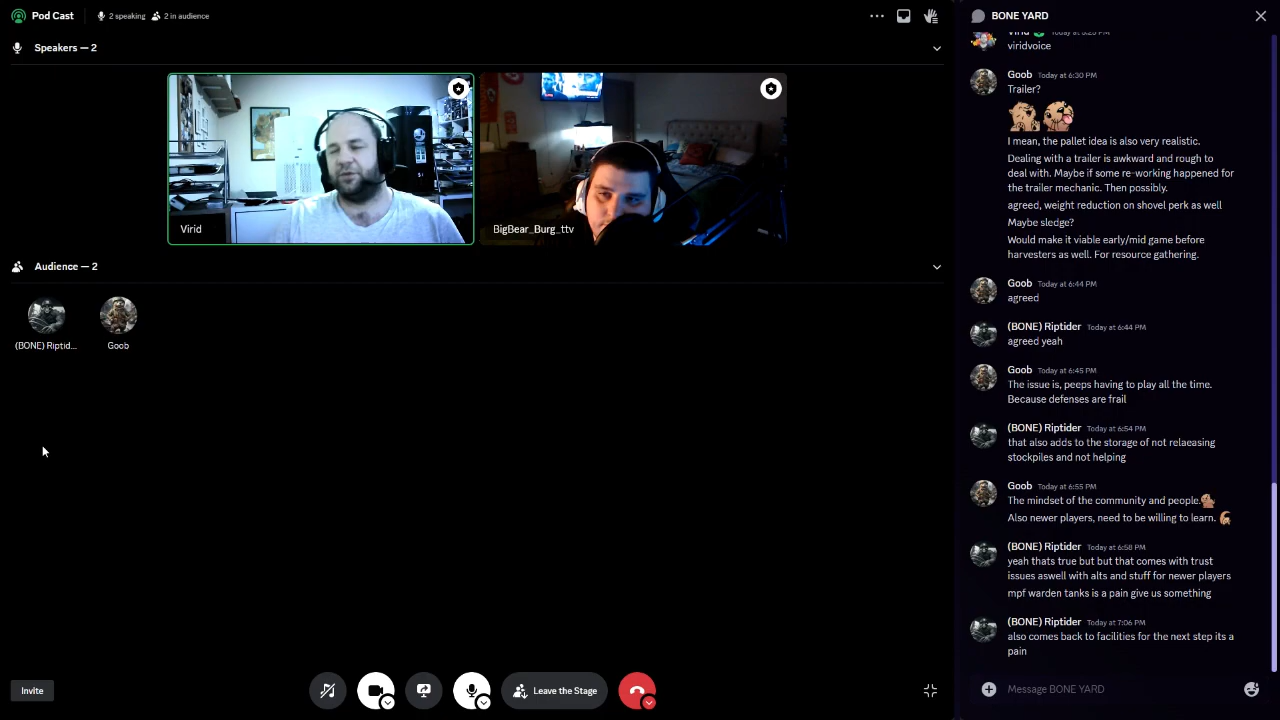 Pod Cast
2 speaking
2 in audience
BONE YARD
Speakers — 2
Virid
BigBear_Burg_ttv
Audience — 2
(BONE) Riptid...
Goob
Invite
Leave the Stage
viridvoice
Goob Today at 6:30 PM
Trailer?
I mean, the pallet idea is also very realistic.
Dealing with a trailer is awkward and rough to
deal with. Maybe if some re-working happened for
the trailer mechanic. Then possibly.
agreed, weight reduction on shovel perk as well
Maybe sledge?
Would make it viable early/mid game before
harvesters as well. For resource gathering.
Goob Today at 6:44 PM
agreed
(BONE) Riptider Today at 6:44 PM
agreed yeah
Goob Today at 6:45 PM
The issue is, peeps having to play all the time.
Because defenses are frail
(BONE) Riptider Today at 6:54 PM
that also adds to the storage of not relaeasing
stockpiles and not helping
Goob Today at 6:55 PM
The mindset of the community and people.
Also newer players, need to be willing to learn.
(BONE) Riptider Today at 6:58 PM
yeah thats true but but that comes with trust
issues aswell with alts and stuff for newer players
mpf warden tanks is a pain give us something
(BONE) Riptider Today at 7:06 PM
also comes back to facilities for the next step its a
pain
Message BONE YARD